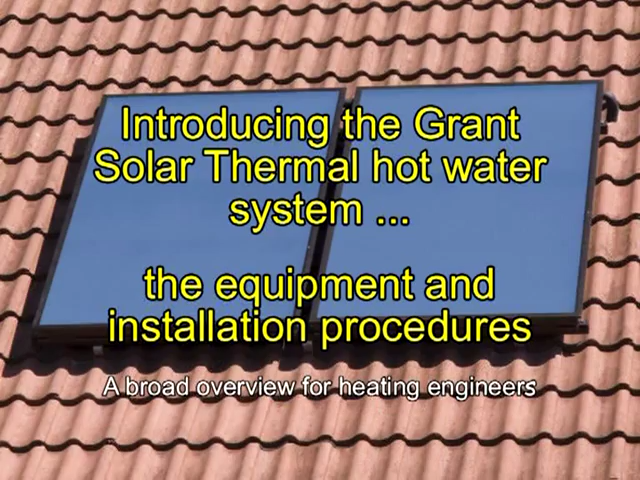 Introducing the Grant
Solar Thermal hot water
system ...
the equipment and
installation procedures
A broad overview for heating engineers